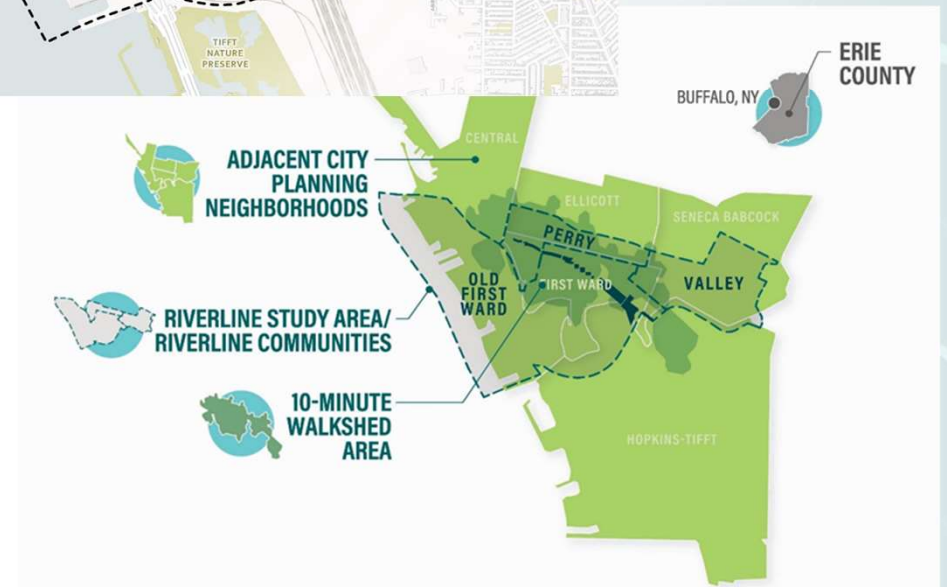 TIFFT
NATURE
PRESERVE
ERIE
COUNTY
BUFFALO, NY
CENTRAL
ADJACENT CITY
PLANNING
NEIGHBORHOODS
ELLICOTT
SENECA BABCOCK
PERRY
OLD
FIRST
WARD
FIRST WARD
VALLEY
RIVERLINE STUDY AREA/
RIVERLINE COMMUNITIES
10-MINUTE
WALKSHED
AREA
HOPKINS-TIFFT